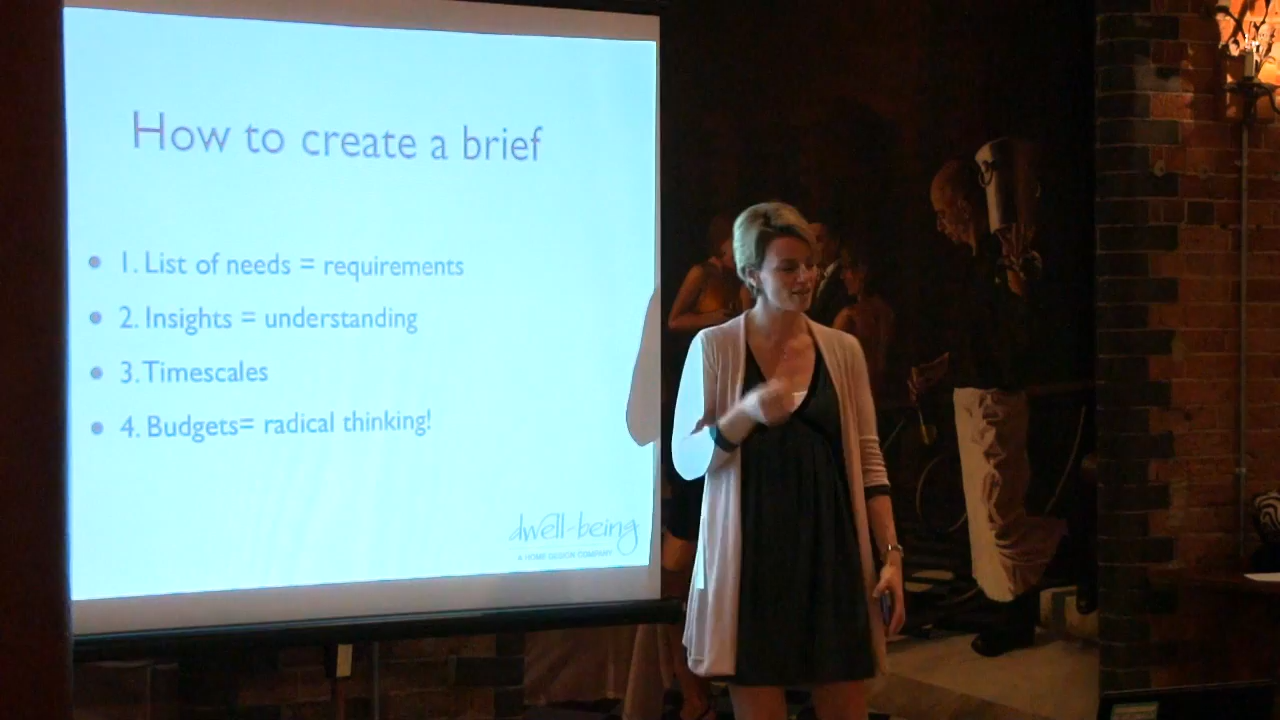 How to create a brief
• 1. List of needs = requirements
• 2. Insights = understanding
• 3. Timescales
• 4. Budgets= radical thinking!
dwell-being
A HOME DESIGN COMPANY